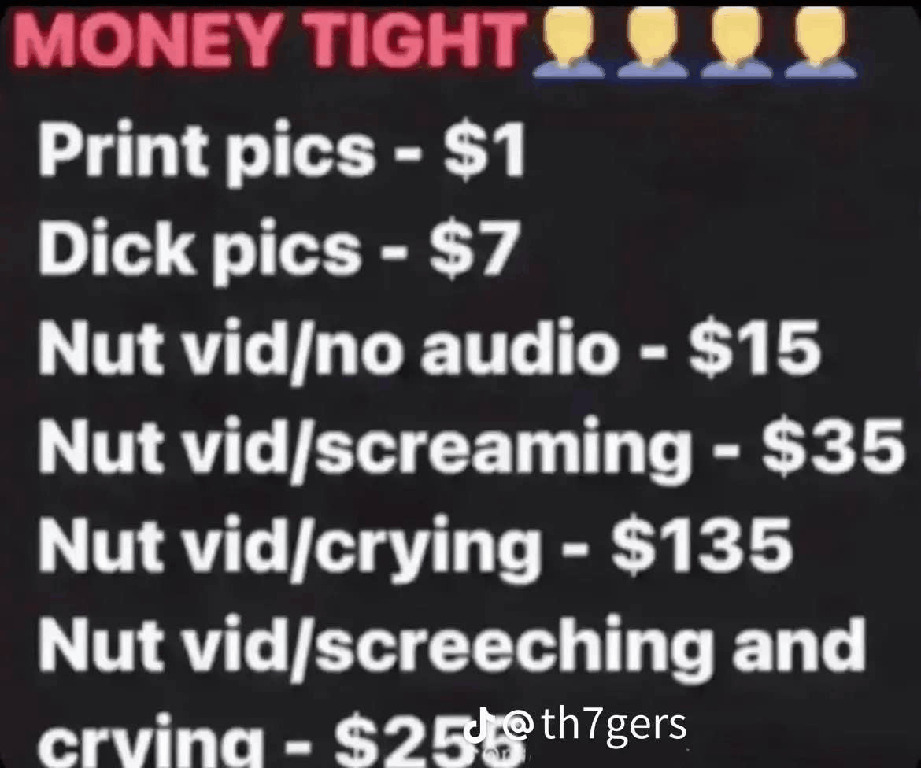 MONEY TIGHT
Print pics - $1
Dick pics - $7
Nut vid/no audio - $15
Nut vid/screaming - $35
Nut vid/crying - $135
Nut vid/screeching and
crying -
@th7gers